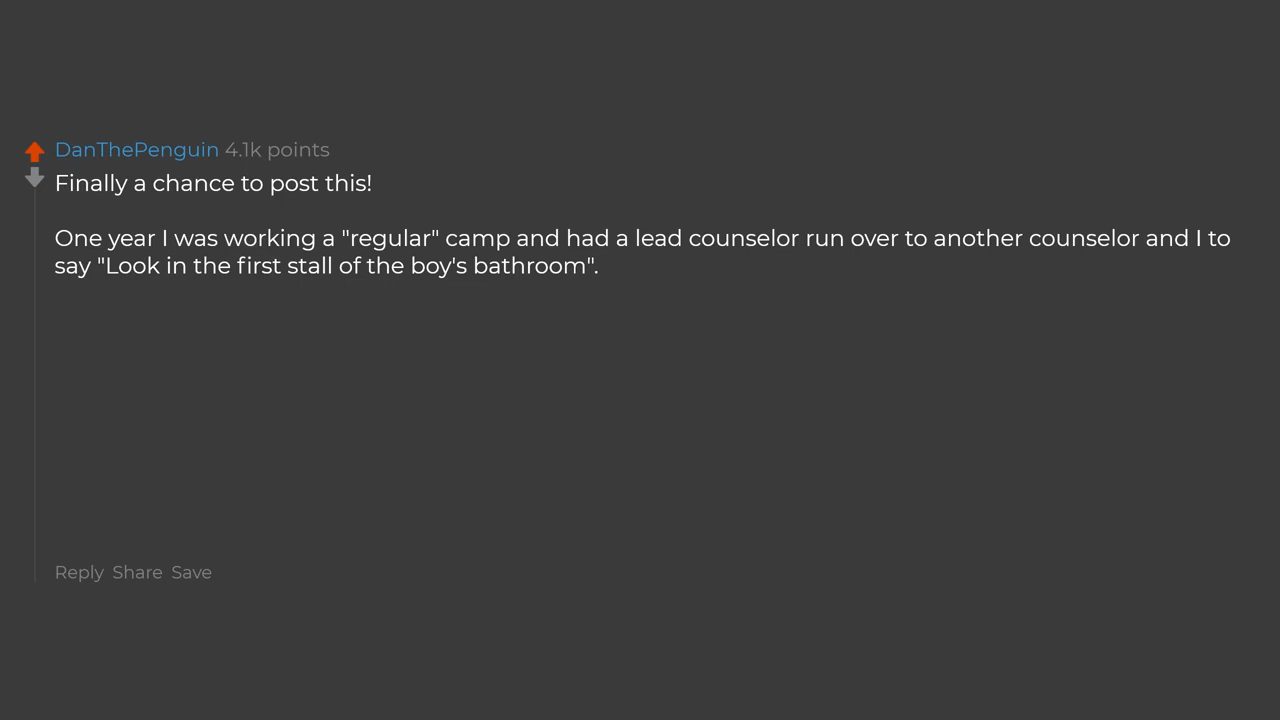 DanThePenguin 4.1k points
Finally a chance to post this!
One year I was working a "regular" camp and had a lead counselor run over to another counselor and I to
say "Look in the first stall of the boy's bathroom".
Reply Share Save